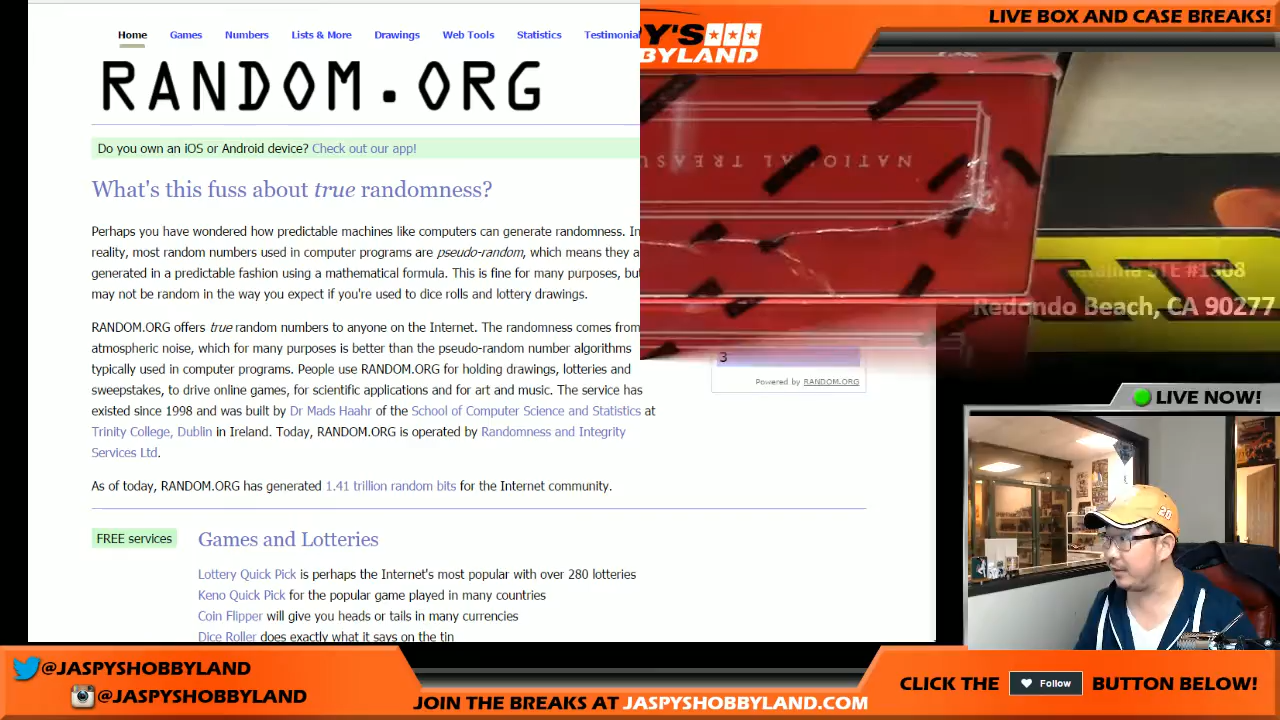 Home Games Numbers Lists & More Drawings Web Tools Statistics
RANDOM.ORG
Do you own an iOS or Android device? Check out our app!
What's this fuss about true randomness?
Perhaps you have wondered how predictable machines like computers can generate randomness. In
reality, most random numbers used in computer programs are pseudo-random, which means they a
generated in a predictable fashion using a mathematical formula. This is fine for many purposes, but
may not be random in the way you expect if you're used to dice rolls and lottery drawings.
RANDOM.ORG offers true random numbers to anyone on the Internet. The randomness comes from
atmospheric noise, which for many purposes is better than the pseudo-random number algorithms
typically used in computer programs. People use RANDOM.ORG for holding drawings, lotteries and
sweepstakes, to drive online games, for scientific applications and for art and music. The service has
existed since 1998 and was built by Dr Mads Haahr of the School of Computer Science and Statistics at
Trinity College, Dublin in Ireland. Today, RANDOM.ORG is operated by Randomness and Integrity
Services Ltd.
As of today, RANDOM.ORG has generated 1.41 trillion random bits for the Internet community.
FREE services
Games and Lotteries
Lottery Quick Pick is perhaps the Internet's most popular with over 280 lotteries
Keno Quick Pick for the popular game played in many countries
Coin Flipper will give you heads or tails in many currencies
Dice Roller does exactly what it says on the tin
3
Powered by RANDOM.ORG
Y'S
BBYLAND
LIVE BOX AND CASE BREAKS!
NATIONAL TREASU
STE #1308
Redondo Beach, CA 90277
LIVE NOW!
@JASPYSHOBBYLAND
@JASPYSHOBBYLAND
JOIN THE BREAKS AT JASPYSHOBBYLAND.COM
CLICK THE Follow BUTTON BELOW!